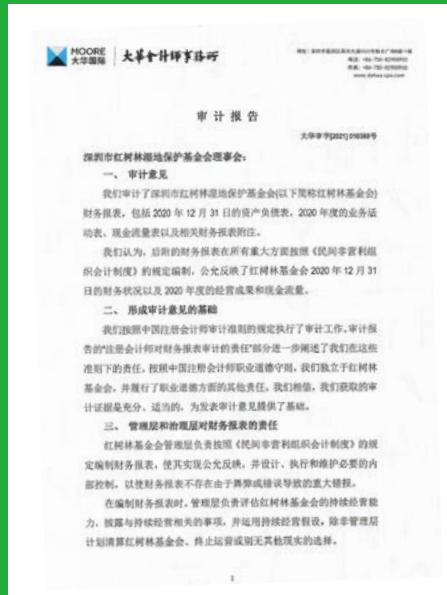 MOORE
大华国际
大华会计师事务所
www.dahua-cpa.com
审计报告
大华审字[2021]010369号
深圳市红树林湿地保护基金会理事会：
一、审计意见
我们审计了深圳市红树林湿地保护基金会(以下简称红树林基金会)
财务报表，包括 2020 年 12 月 31 日的资产负债表，2020 年度的业务活
动表、现金流量表以及相关财务报表附注。
我们认为，后附的财务报表在所有重大方面按照《民间非营利组
织会计制度》的规定编制，公允反映了红树林基金会 2020 年 12 月 31
日的财务状况以及 2020 年度的经营成果和现金流量。
二、形成审计意见的基础
我们按照中国注册会计师审计准则的规定执行了审计工作。审计报
告的“注册会计师对财务报表审计的责任”部分进一步阐述了我们在这些
准则下的责任。按照中国注册会计师职业道德守则，我们独立于红树林
基金会，并履行了职业道德方面的其他责任。我们相信，我们获取的审
计证据是充分、适当的，为发表审计意见提供了基础。
三、管理层和治理层对财务报表的责任
红树林基金会管理层负责按照《民间非营利组织会计制度》的规
定编制财务报表，使其实现公允反映，并设计、执行和维护必要的内
部控制，以使财务报表不存在由于舞弊或错误导致的重大错报。
在编制财务报表时，管理层负责评估红树林基金会的持续经营能
力，披露与持续经营相关的事项，并运用持续经营假设，除非管理层
计划清算红树林基金会、终止运营或别无其他现实的选择。
1